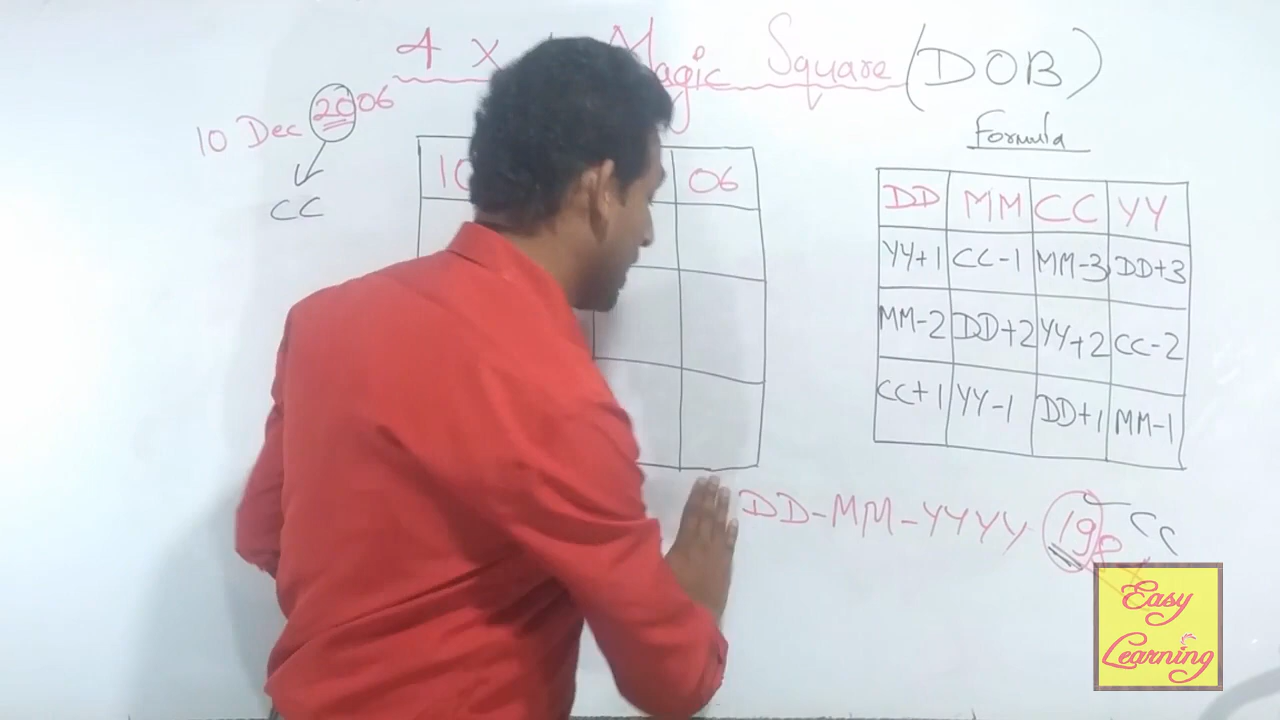 4 X Magic Square (DOB)
10 Dec 2006
CC
10 06
Formula
DD MM CC YY
YY+1 CC-1 MM-3 DD+3
MM-2 DD+2 YY+2 CC-2
CC+1 YY-1 DD+1 MM-1
DD-MM-YYYY 198 CC
Easy
Learning